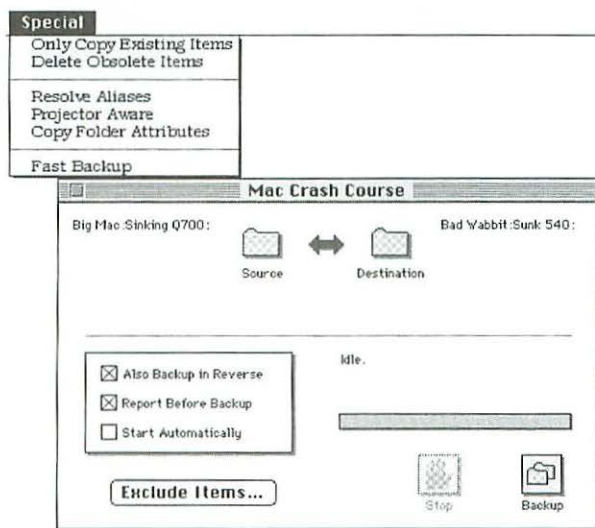 Special
Only Copy Existing Items
Delete Obsolete Items
Resolve Aliases
Projector Aware
Copy Folder Attributes
Fast Backup
Mac Crash Course
Big Mac:Sinking Q700:
Bad Wabbit:Sunk 540:
Source
Destination
Also Backup in Reverse
Report Before Backup
Start Automatically
Idle.
Exclude Items...
Stop
Backup